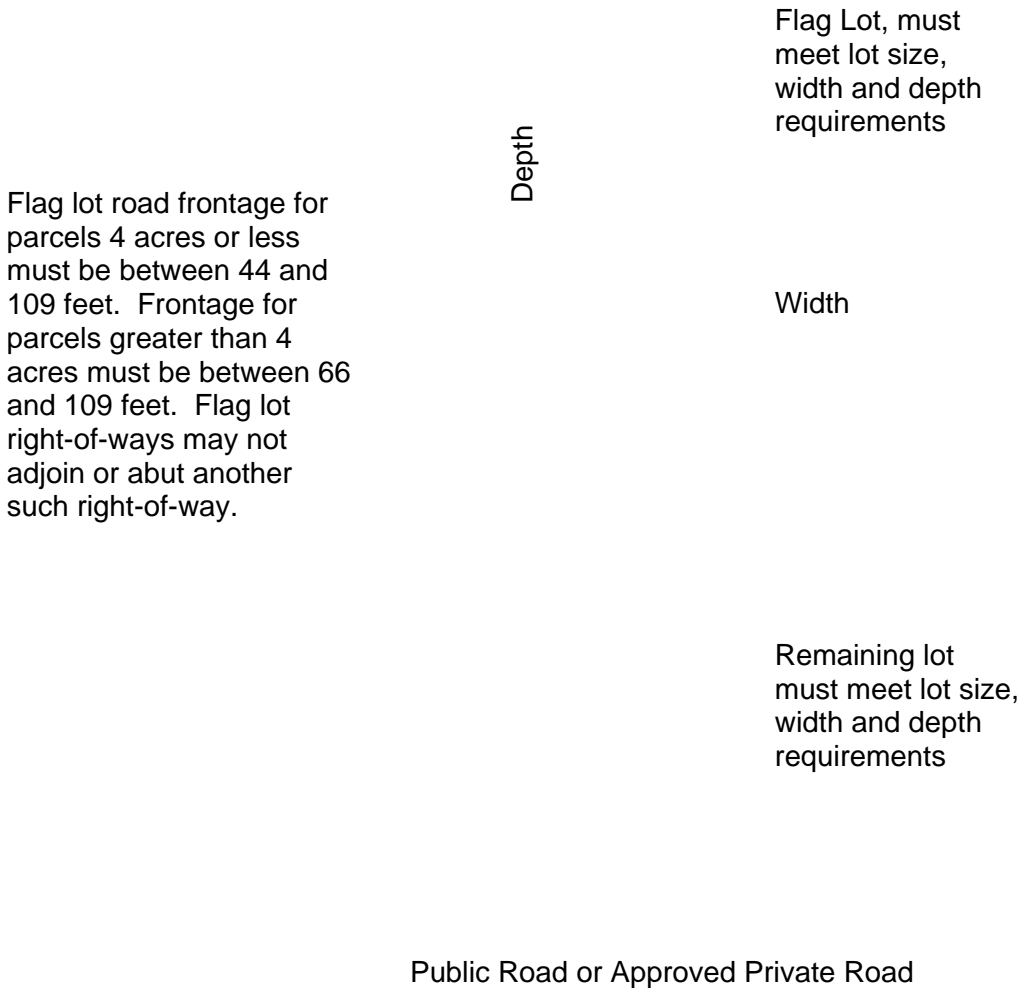 Flag Lot, must
meet lot size,
width and depth
requirements
Depth
Flag lot road frontage for
parcels 4 acres or less
must be between 44 and
109 feet.  Frontage for
parcels greater than 4
acres must be between 66
and 109 feet.  Flag lot
right-of-ways may not
adjoin or abut another
such right-of-way.
Width
Remaining lot
must meet lot size,
width and depth
requirements
Public Road or Approved Private Road